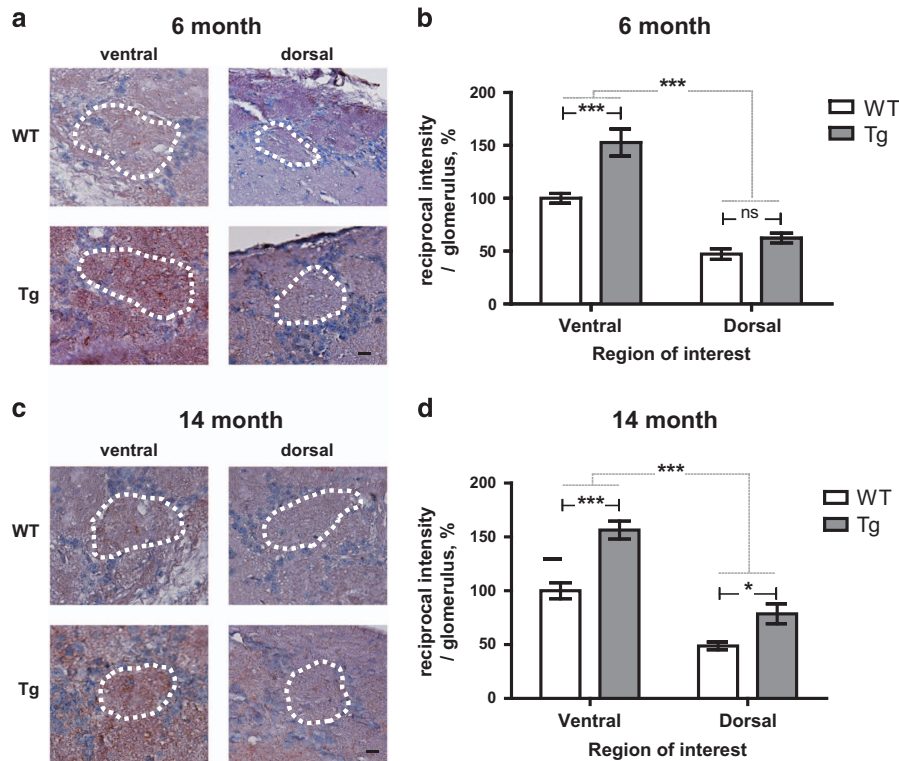 a
6 month
ventral
dorsal
WT
Tg
b
6 month
reciprocal intensity
/ glomerulus, %
200
150
100
50
0
***
***
ns
WT
Tg
Ventral
Dorsal
Region of interest
c
14 month
ventral
dorsal
WT
Tg
d
14 month
reciprocal intensity
/ glomerulus, %
200
150
100
50
0
***
***
*
WT
Tg
Ventral
Dorsal
Region of interest